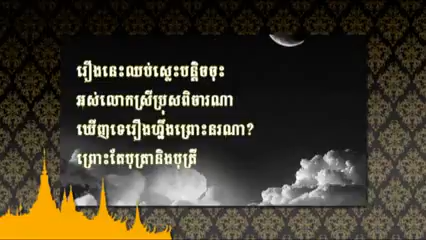 រឿងនេះឈប់ស្លេះបន្តិចចុះ
អស់លោកស្រីប្រុសពិចារណា
ឃើញទេរឿងហ្នឹងព្រោះនរណា?
ព្រោះតែបុត្រានិងបុត្រី